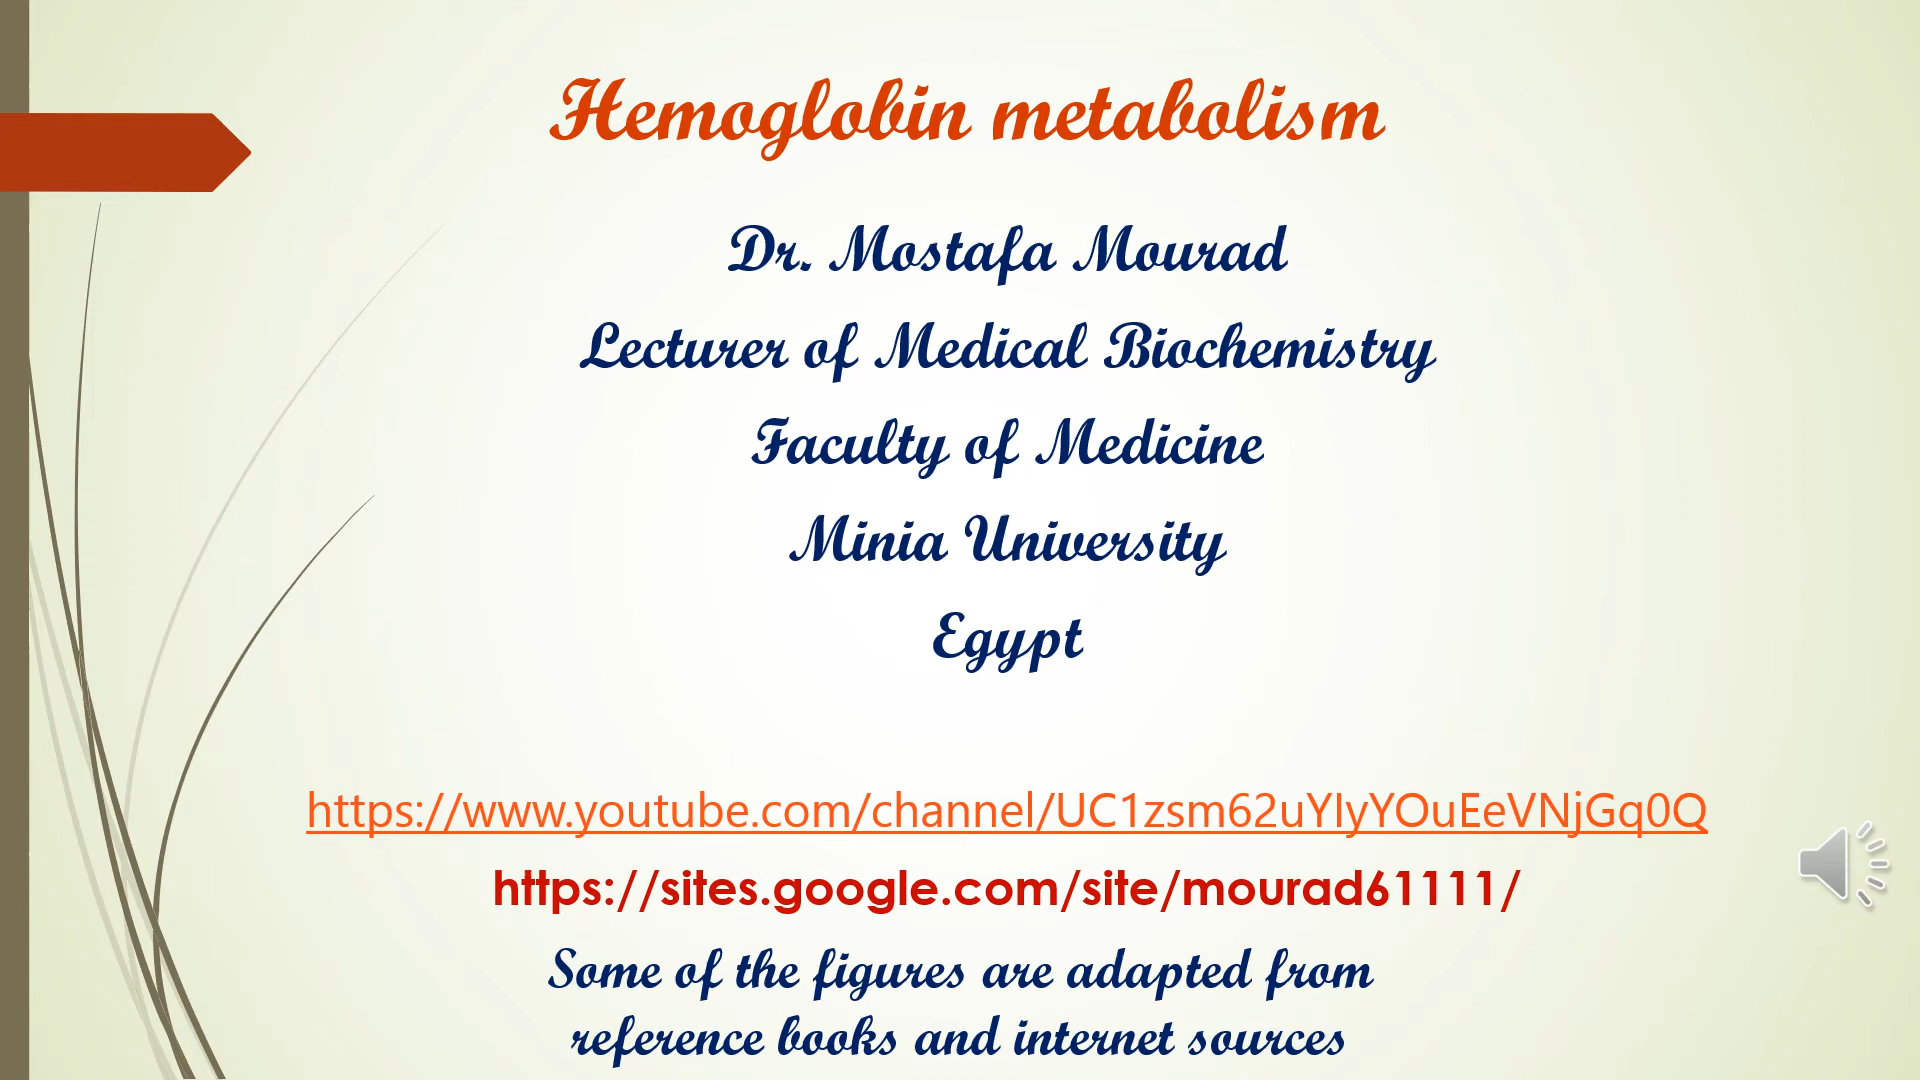 Hemoglobin metabolism
Dr. Mostafa Mourad
Lecturer of Medical Biochemistry
Faculty of Medicine
Minia University
Egypt
https://www.youtube.com/channel/UC1zsm62uYIyYOuEeVNjGq0Q
https://sites.google.com/site/mourad61111/
Some of the figures are adapted from
reference books and internet sources